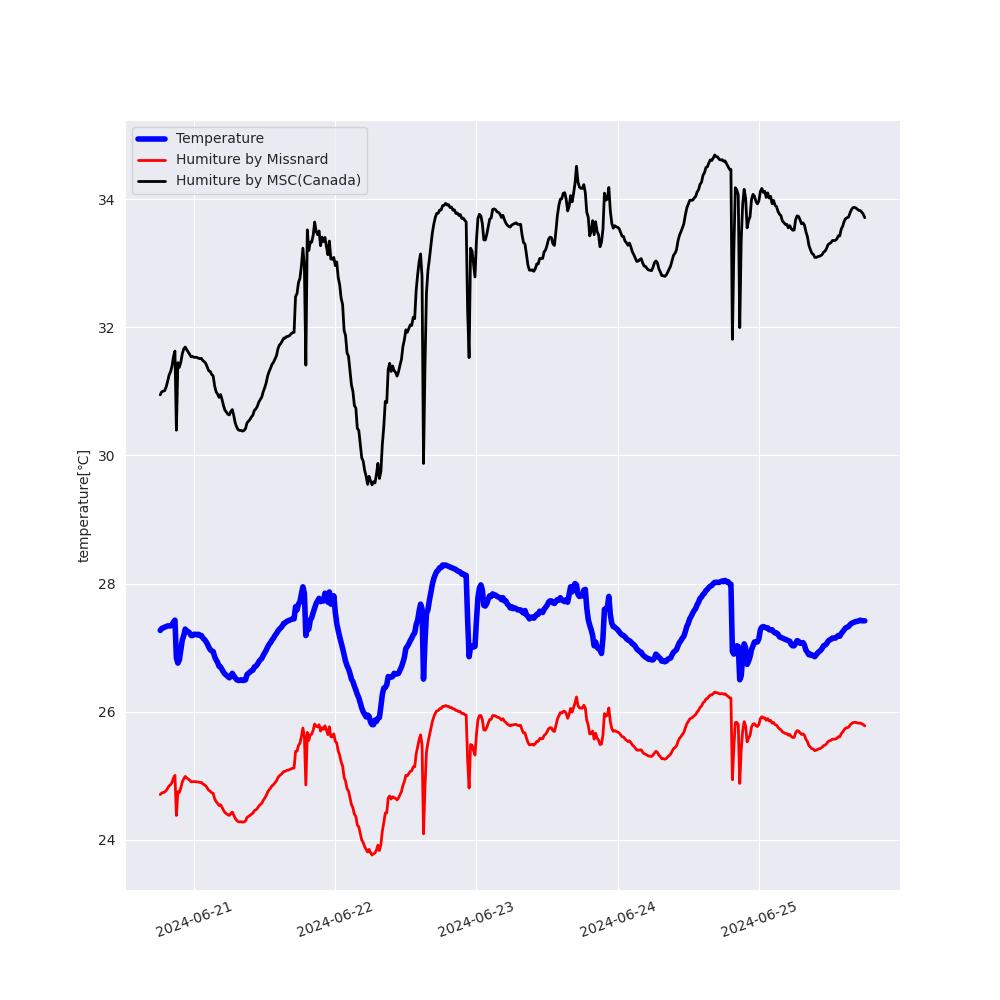 Temperature
Humiture by Missnard
Humiture by MSC(Canada)
34
32
30
28
26
24
temperature[℃]
2024-06-21
2024-06-22
2024-06-23
2024-06-24
2024-06-25